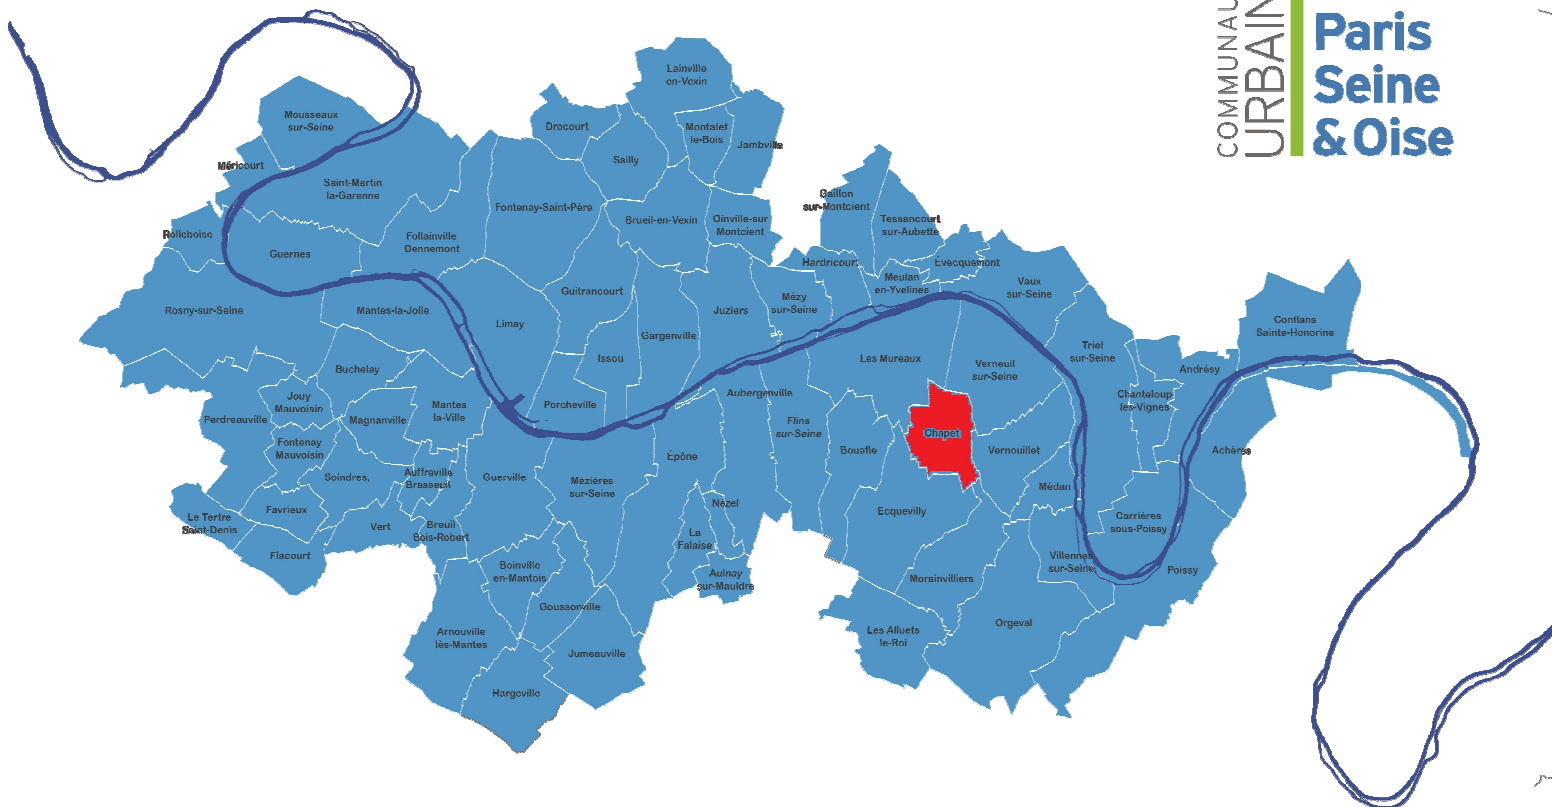 COMMUNAU
URBAIN
Paris
Seine
& Oise
Lainville
en-Vexin
Mousseaux
sur-Seine
Drocourt
Montalet
le-Bois
Jambville
Sailly
Méricourt
Saint-Martin
la-Garenne
Gaillon
sur-Montcient
Fontenay-Saint-Père
Brueil-en-Vexin
Oinville-sur
Montcient
Tessancourt
sur-Aubette
Rolleboise
Follainville
Dennemont
Guernes
Hardricourt
Evecquemont
Meulan
en-Yvelines
Vaux
sur-Seine
Guitrancourt
Mézy
sur-Seine
Rosny-sur-Seine
Mantes-la-Jolie
Juziers
Limay
Gargenville
Conflans
Sainte-Honorine
Triel
sur-Seine
Issou
Les Mureaux
Verneuil
sur-Seine
Buchelay
Andrésy
Aubergenville
Chanteloup
les-Vignes
Jouy
Mauvoisin
Mantes
la-Ville
Porcheville
Perdreauville
Magnanville
Flins
sur-Seine
Chapet
Fontenay
Mauvoisin
Bouafle
Vernouillet
Achères
Épône
Soindres,
Auffreville
Brasseuil
Guerville
Mézières
sur-Seine
Médan
Nézel
Favrieux
Ecquevilly
Le Tertre
Saint-Denis
Vert
Breuil
Bois-Robert
Carrières
sous-Poissy
La
Falaise
Flacourt
Villennes
sur-Seine
Boinville
en-Mantois
Poissy
Aulnay
sur-Mauldre
Morainvilliers
Goussonville
Orgeval
Arnouville
lès-Mantes
Les Alluets
le-Roi
Jumeauville
Hargeville